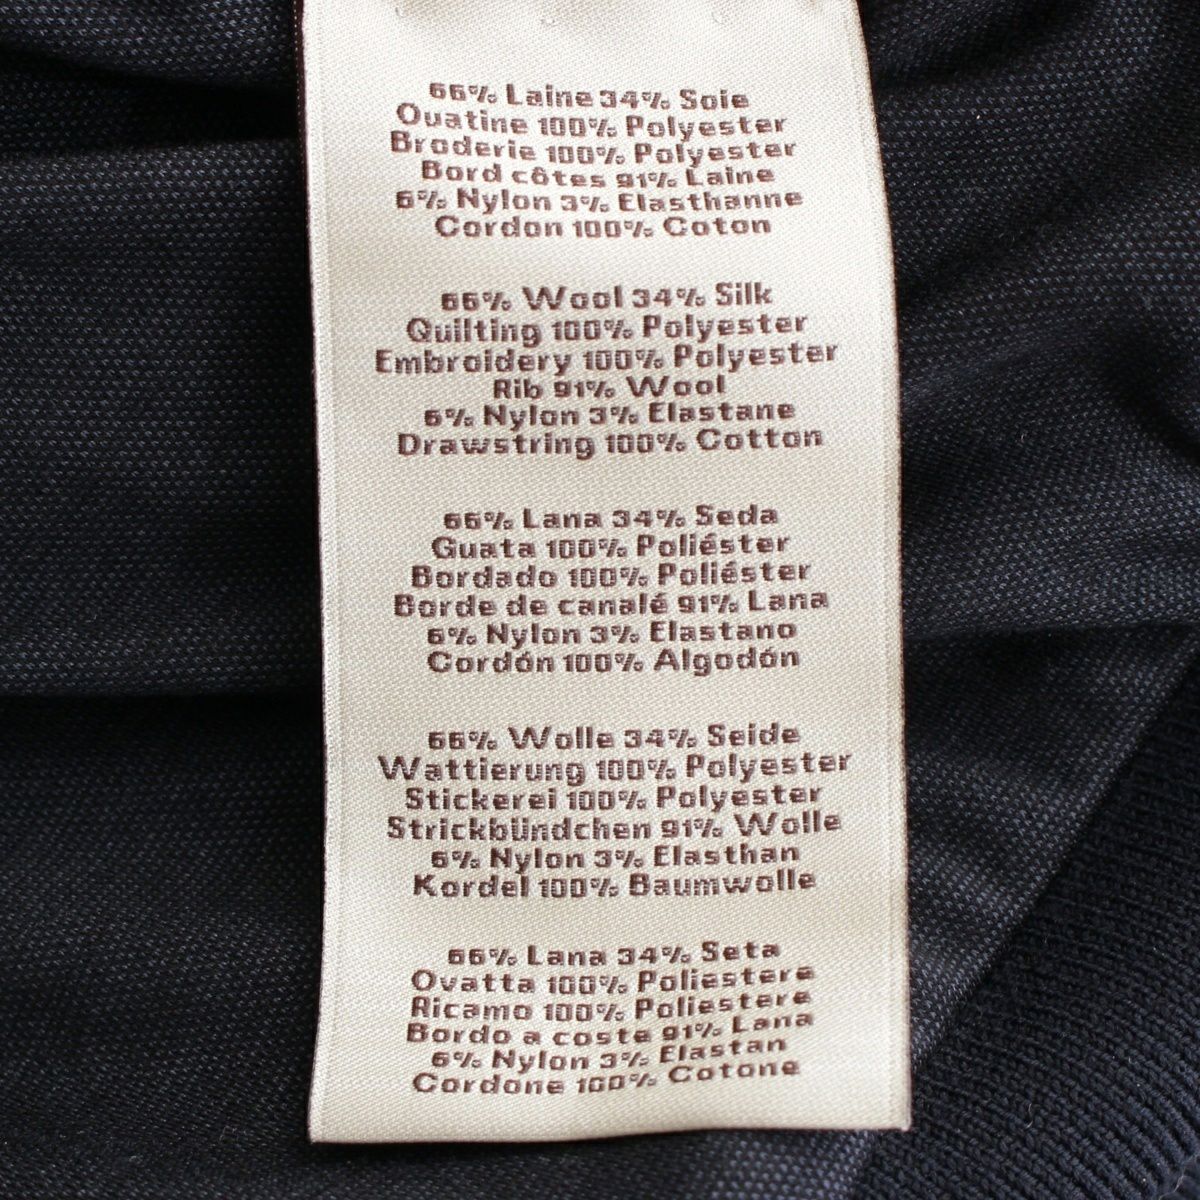 66% Laine 34% Soie
Ouatine 100% Polyester
Broderie 100% Polyester
Bord côtes 91% Laine
6% Nylon 3% Elasthanne
Cordon 100% Coton
66% Wool 34% Silk
Quilting 100% Polyester
Embroidery 100% Polyester
Rib 91% Wool
6% Nylon 3% Elastane
Drawstring 100% Cotton
66% Lana 34% Seda
Guata 100% Poliéster
Bordado 100% Poliéster
Borde de canalé 91% Lana
6% Nylon 3% Elastano
Cordón 100% Algodón
66% Wolle 34% Seide
Wattierung 100% Polyester
Stickerei 100% Polyester
Strickbündchen 91% Wolle
6% Nylon 3% Elasthan
Kordel 100% Baumwolle
66% Lana 34% Seta
Ovatta 100% Poliestere
Ricamo 100% Poliestere
Bordo a coste 91% Lana
6% Nylon 3% Elastan
Cordone 100% Cotone